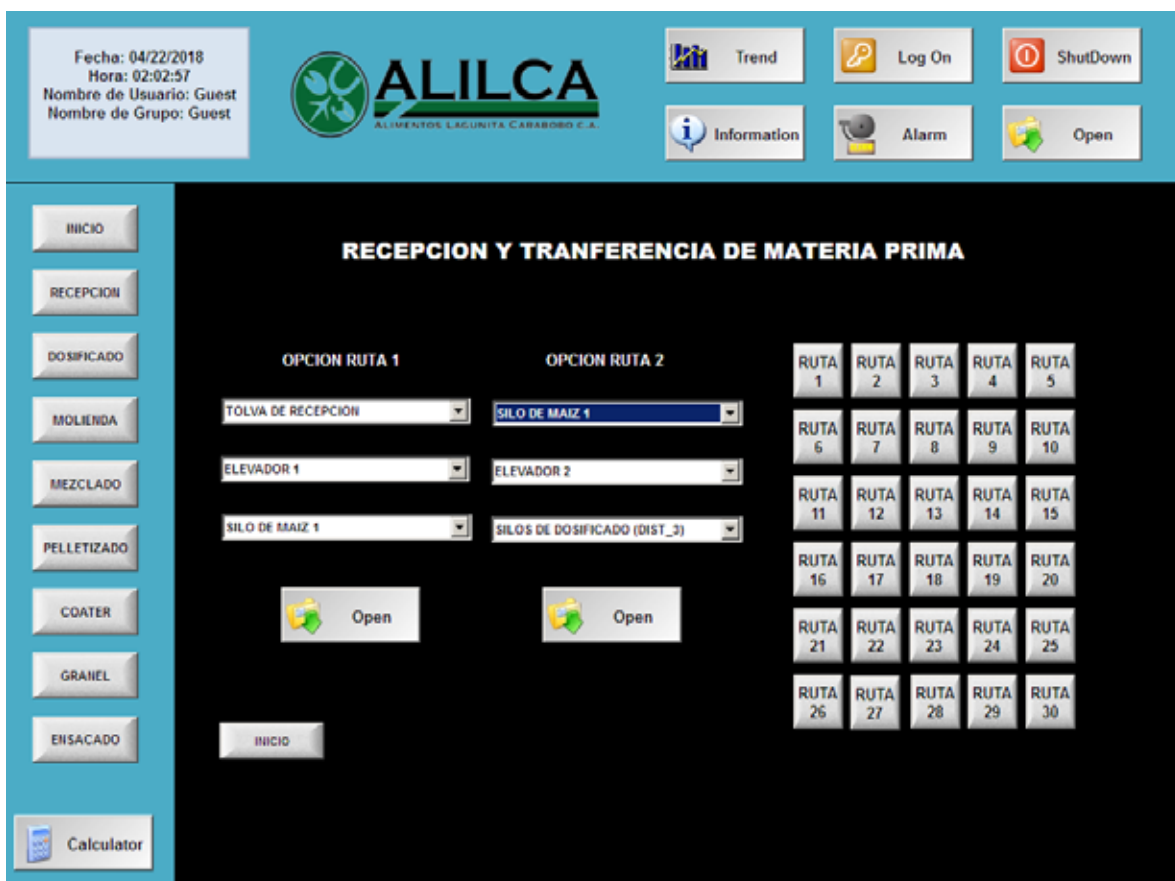 Fecha: 04/22/2018
Hora: 02:02:57
Nombre de Usuario: Guest
Nombre de Grupo: Guest
ALILCA
ALIMENTOS LAGUNITA CARABOBO C.A.
Trend
Log On
ShutDown
Information
Alarm
Open
INICIO
RECEPCION
DOSIFICADO
MOLIENDA
MEZCLADO
PELLETIZADO
COATER
GRANEL
ENSACADO
Calculator
RECEPCION Y TRANFERENCIA DE MATERIA PRIMA
OPCION RUTA 1
TOLVA DE RECEPCION
ELEVADOR 1
SILO DE MAIZ 1
Open
OPCION RUTA 2
SILO DE MAIZ 1
ELEVADOR 2
SILOS DE DOSIFICADO (DIST_3)
Open
INICIO
RUTA
1
RUTA
2
RUTA
3
RUTA
4
RUTA
5
RUTA
6
RUTA
7
RUTA
8
RUTA
9
RUTA
10
RUTA
11
RUTA
12
RUTA
13
RUTA
14
RUTA
15
RUTA
16
RUTA
17
RUTA
18
RUTA
19
RUTA
20
RUTA
21
RUTA
22
RUTA
23
RUTA
24
RUTA
25
RUTA
26
RUTA
27
RUTA
28
RUTA
29
RUTA
30